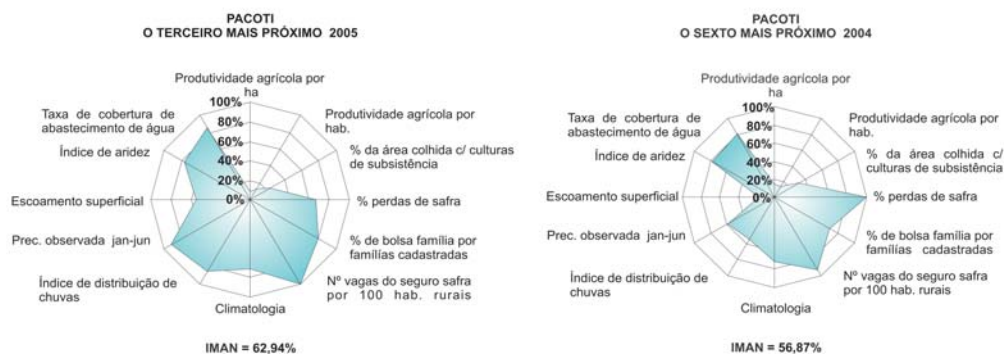 PACOTI
O TERCEIRO MAIS PRÓXIMO 2005
Produtividade agrícola por
ha
100%
80%
60%
40%
20%
0%
Produtividade agrícola por
hab.
% da área colhida c/ culturas
de subsistência
% perdas de safra
% de bolsa família por
famílias cadastradas
Nº vagas do seguro safra
por 100 hab. rurais
Climatologia
Índice de distribuição de
chuvas
Prec. observada jan-jun
Escoamento superficial
Índice de aridez
Taxa de cobertura de
abastecimento de água
IMAN = 62,94%
PACOTI
O SEXTO MAIS PRÓXIMO 2004
Produtividade agrícola por
ha
100%
80%
60%
40%
20%
0%
Produtividade agrícola por
hab.
% da área colhida c/
culturas de subsistência
% perdas de safra
% de bolsa família por
famílias cadastradas
Nº vagas do seguro safra
por 100 hab. rurais
Climatologia
Índice de distribuição de
chuvas
Prec. observada jan-jun
Escoamento superficial
Índice de aridez
Taxa de cobertura de
abastecimento de água
IMAN = 56,87%